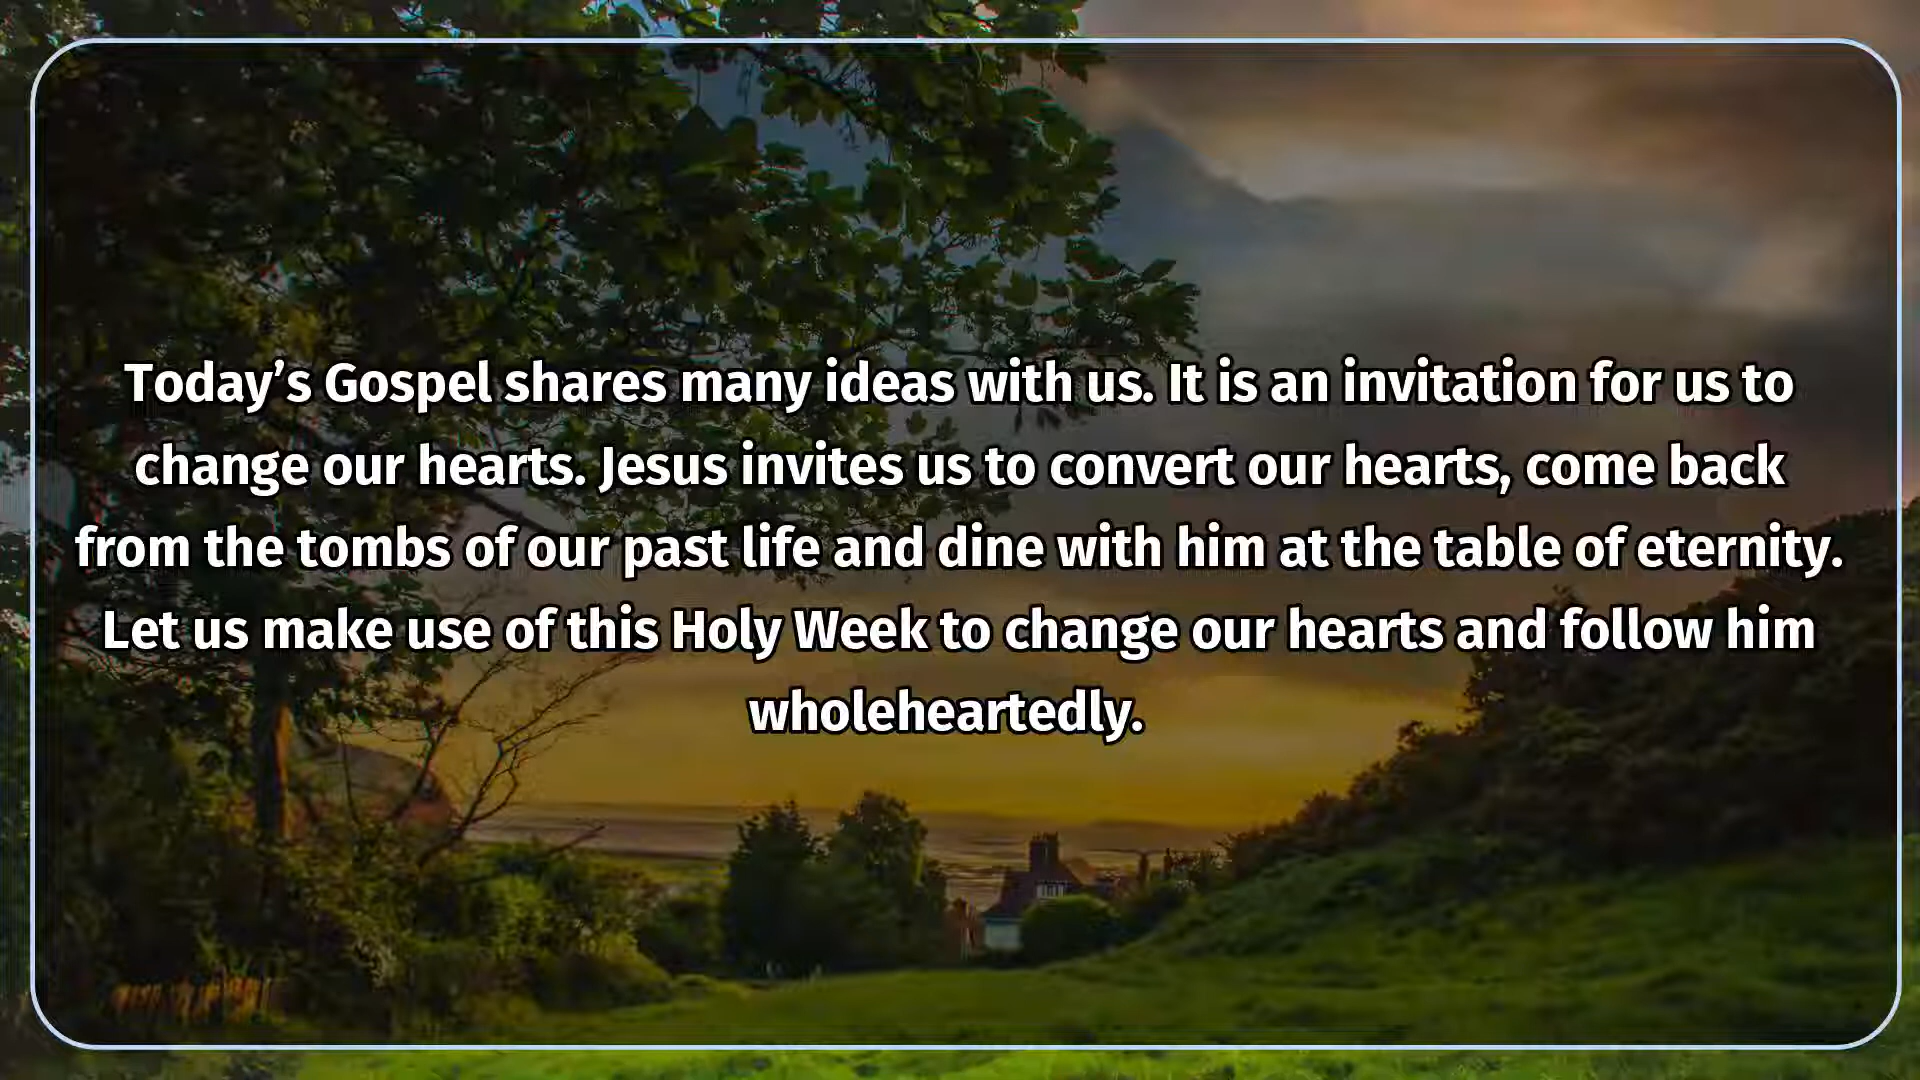 Today’s Gospel shares many ideas with us. It is an invitation for us to
change our hearts. Jesus invites us to convert our hearts, come back
from the tombs of our past life and dine with him at the table of eternity.
Let us make use of this Holy Week to change our hearts and follow him
wholeheartedly.